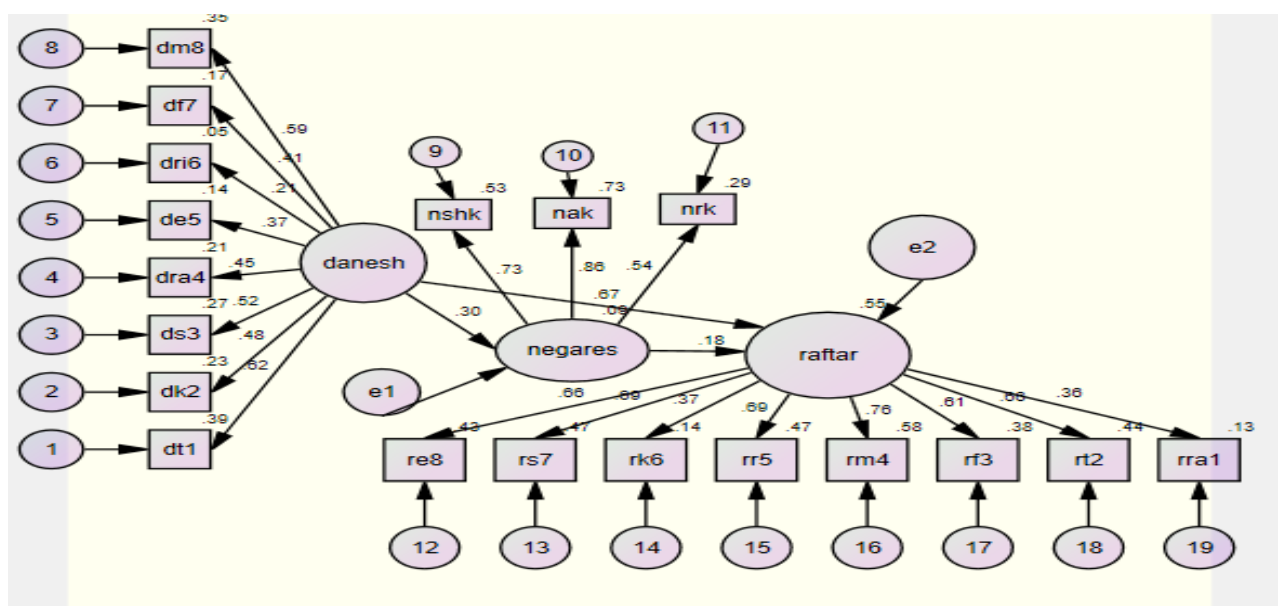 .35
8 dm8
.17
7 df7
.59
.05
.41
6 dri6
.21
.14
5 de5
.37
.21
4 dra4
.45
danesh
.27 .52
3 ds3
.48
.23 .62
2 dk2
.39
1 dt1
9 10 11
.53 .73 .29
nshk nak nrk
.73 .86 .54
.30
.67
.09
e2
.55
negares
.18
raftar
e1
.66 .69 .37 .69 .76 .61 .66 .36
.43 .47 .14 .47 .58 .38 .44 .13
re8 rs7 rk6 rr5 rm4 rf3 rt2 rra1
12 13 14 15 16 17 18 19